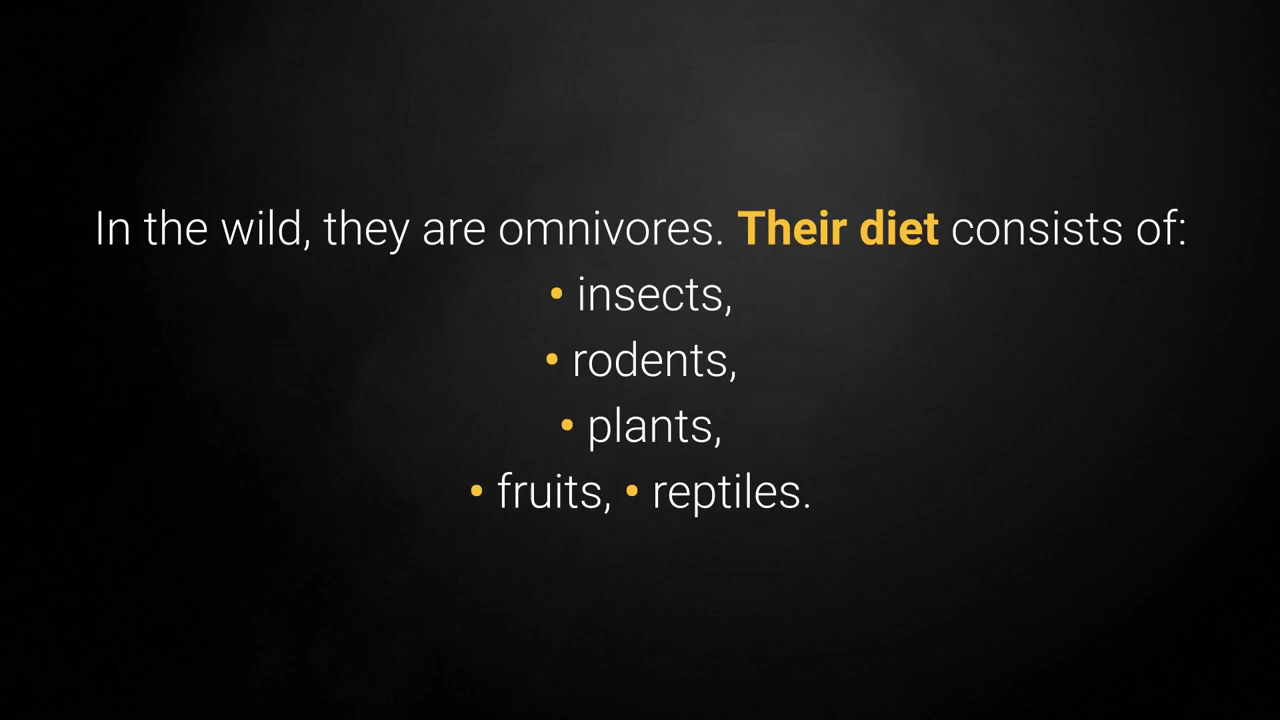 In the wild, they are omnivores. Their diet consists of:
• insects,
• rodents,
• plants,
• fruits, • reptiles.